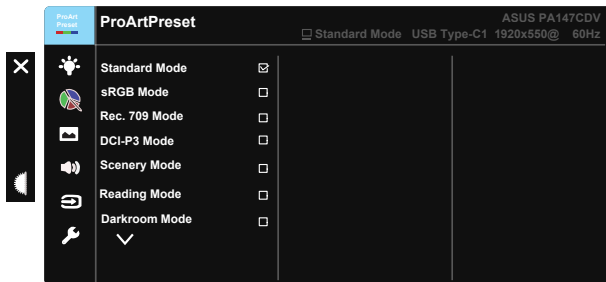 ProArt
Preset
ProArtPreset
ASUS PA147CDV
Standard Mode USB Type-C1 1920x550@ 60Hz
Standard Mode
sRGB Mode
Rec. 709 Mode
DCI-P3 Mode
Scenery Mode
Reading Mode
Darkroom Mode